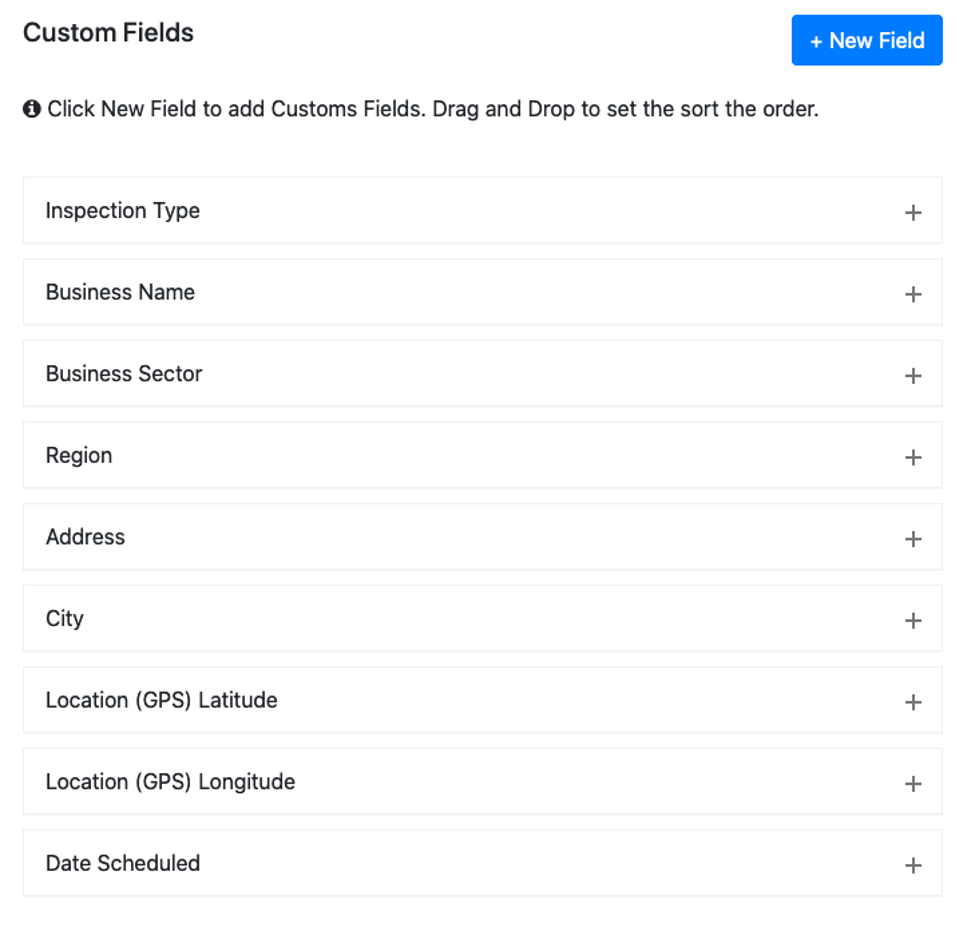 Custom Fields
+ New Field
Click New Field to add Customs Fields. Drag and Drop to set the sort the order.
Inspection Type
Business Name
Business Sector
Region
Address
City
Location (GPS) Latitude
Location (GPS) Longitude
Date Scheduled